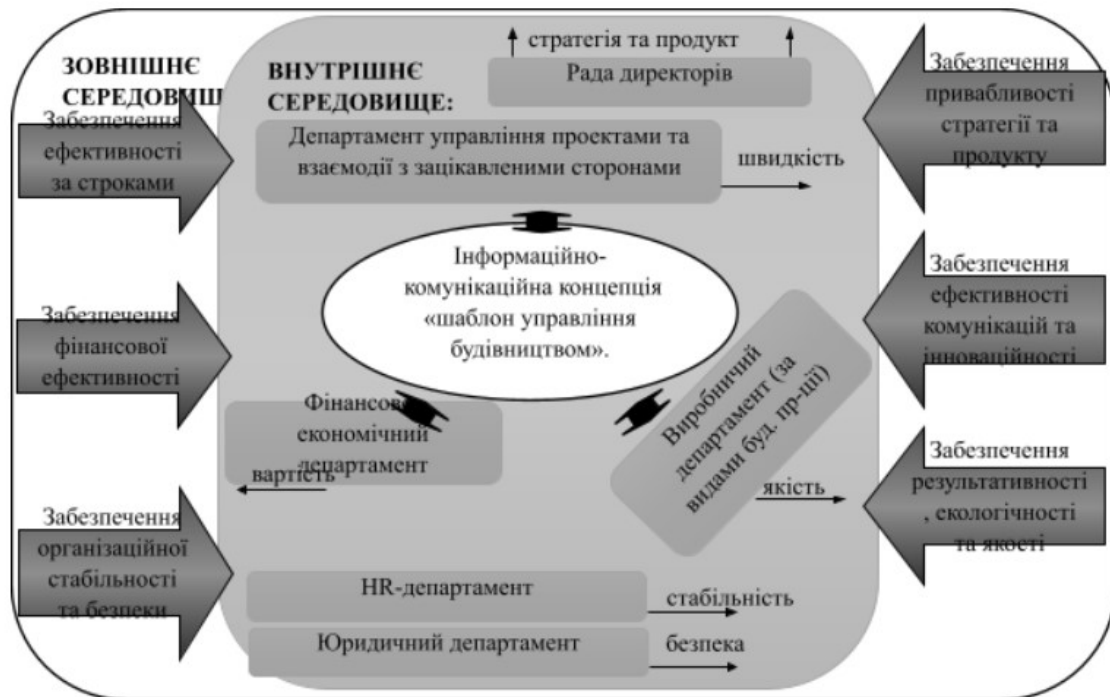 ЗОВНІШНЄ
СЕРЕДОВИЩ
Забезпечення
ефективності
за строками
Забезпечення
фінансової
ефективності
Забезпечення
організаційної
стабільності
та безпеки
ВНУТРІШНЄ
СЕРЕДОВИЩЕ:
стратегія та продукт
Рада директорів
Департамент управління проектами та
взаємодії з зацікавленими сторонами
швидкість
Інформаційно-
комунікаційна концепція
«шаблон управління
будівництвом».
Фінансово
економічний
департамент
вартість
Виробничий
департамент (за
видами буд. пр-ції)
якість
HR-департамент
стабільність
Юридичний департамент
безпека
Забезпечення
привабливості
стратегії та
продукту
Забезпечення
ефективності
комунікацій та
інноваційності
Забезпечення
результативності
, екологічності
та якості